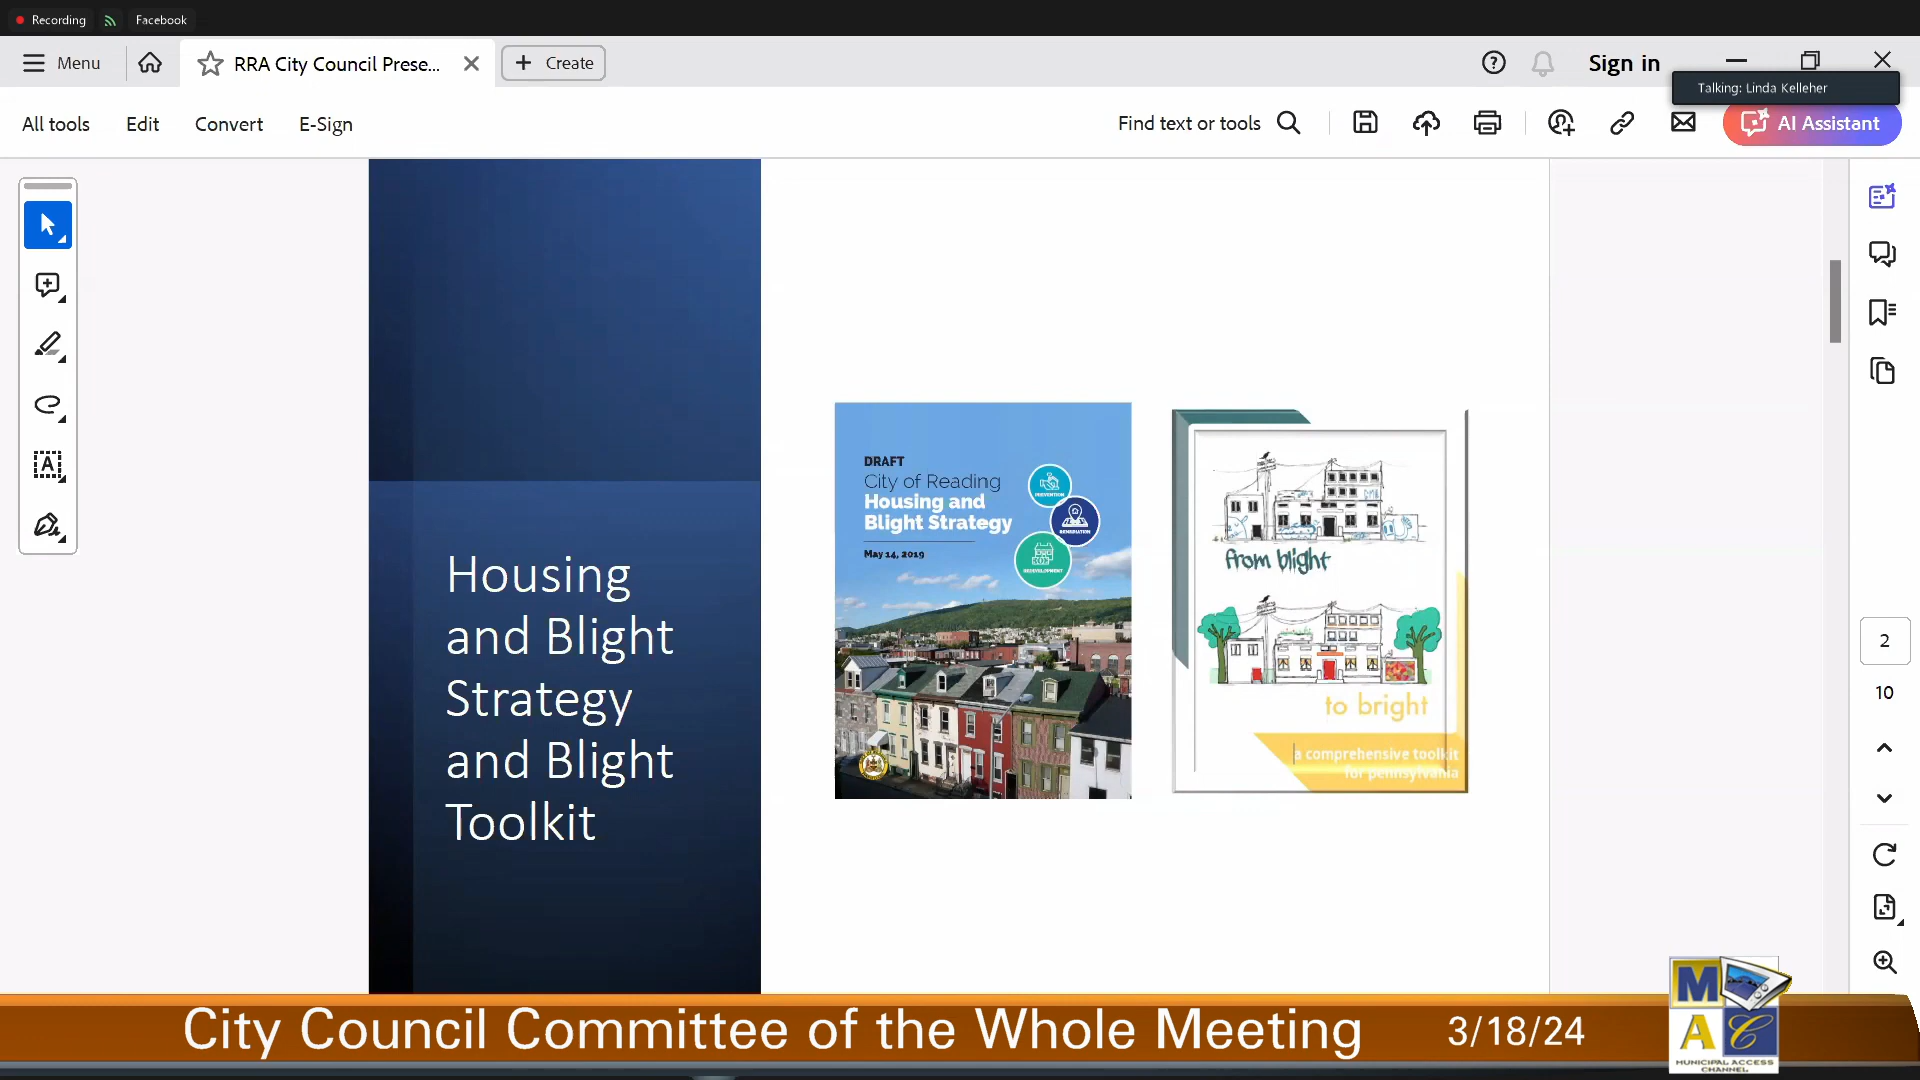 Recording
Facebook
Menu
RRA City Council Prese...
Create
Sign in
Talking: Linda Kelleher
All tools
Edit
Convert
E-Sign
Find text or tools
AI Assistant
Housing
and Blight
Strategy
and Blight
Toolkit
DRAFT
City of Reading
Housing and
Blight Strategy
May 14, 2019
PREVENTION
REMEDIATION
REDEVELOPMENT
from blight
to bright
a comprehensive toolkit
for pennsylvania
2
10
City Council Committee of the Whole Meeting
3/18/24
M
A C
MUNICIPAL ACCESS
CHANNEL